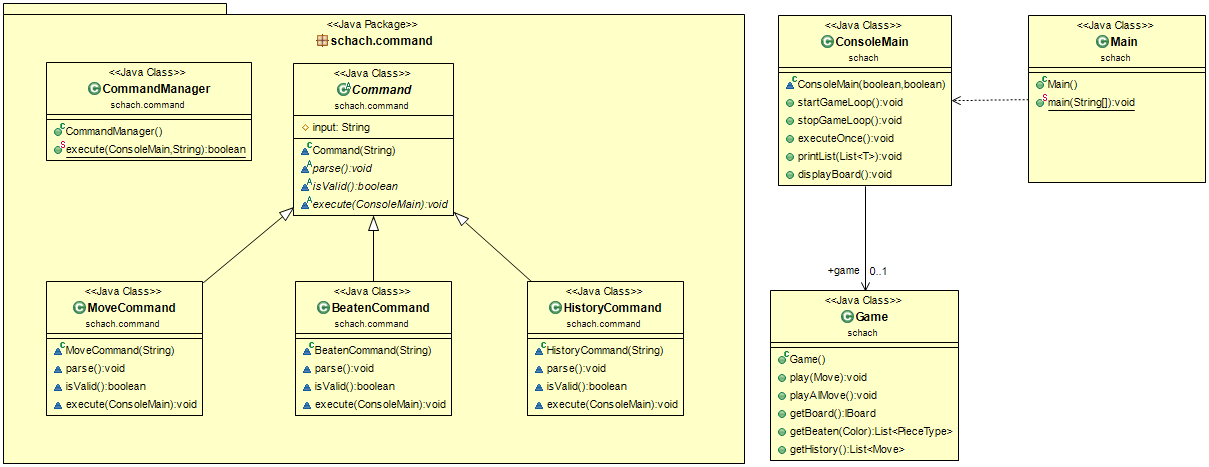 <<Java Package>>
schach.command
<<Java Class>>
CommandManager
schach.command
CommandManager()
execute(ConsoleMain,String):boolean
<<Java Class>>
Command
schach.command
input: String
Command(String)
parse():void
isValid():boolean
execute(ConsoleMain):void
<<Java Class>>
MoveCommand
schach.command
MoveCommand(String)
parse():void
isValid():boolean
execute(ConsoleMain):void
<<Java Class>>
BeatenCommand
schach.command
BeatenCommand(String)
parse():void
isValid():boolean
execute(ConsoleMain):void
<<Java Class>>
HistoryCommand
schach.command
HistoryCommand(String)
parse():void
isValid():boolean
execute(ConsoleMain):void
<<Java Class>>
ConsoleMain
schach
ConsoleMain(boolean,boolean)
startGameLoop():void
stopGameLoop():void
executeOnce():void
printList(List<T>):void
displayBoard():void
<<Java Class>>
Main
schach
Main()
main(String[]):void
+game
0..1
<<Java Class>>
Game
schach
Game()
play(Move):void
playAIMove():void
getBoard():IBoard
getBeaten(Color):List<PieceType>
getHistory():List<Move>